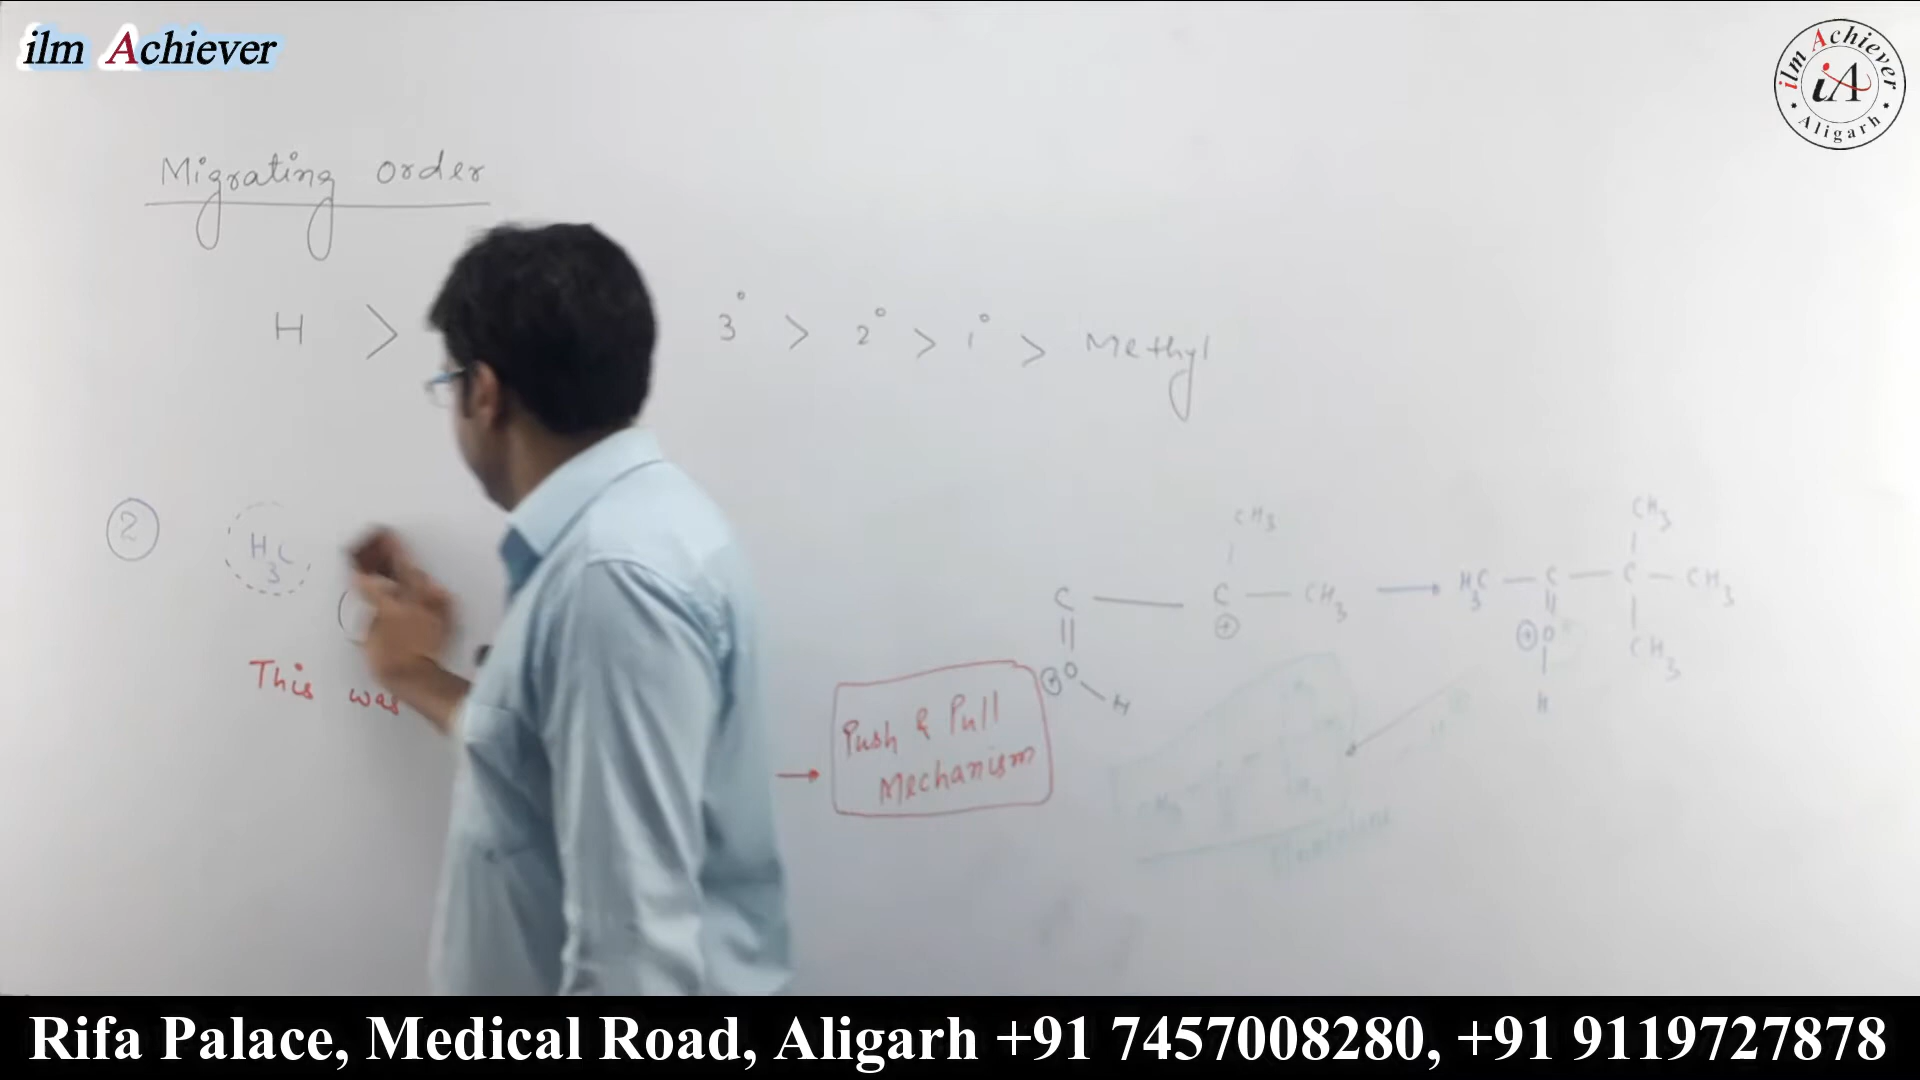 ilm Achiever
ilm Achiever
iA
Aligarh
Migrating order
H > 3° > 2° > 1° > Methyl
2
H3C
This was
→ Push & Pull
Mechanism
CH3
C — C — CH3 →
⊕
O
H
CH3
H3C — C — C — CH3
⊕ O
CH3
H
Rifa Palace, Medical Road, Aligarh +91 7457008280, +91 9119727878